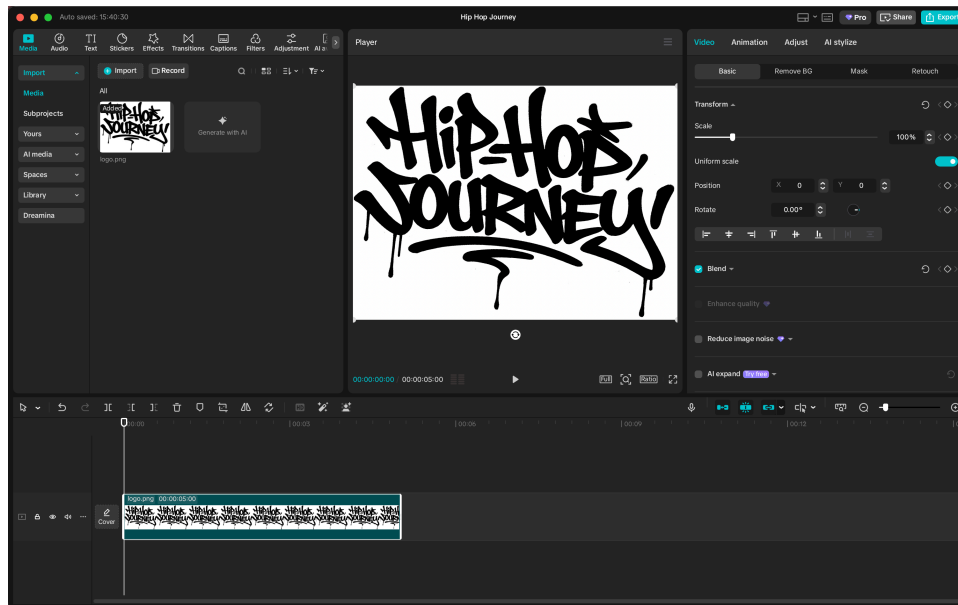 Auto saved: 15:40:30
Hip Hop Journey
Pro
Share
Export
Media
Audio
Text
Stickers
Effects
Transitions
Captions
Filters
Adjustment
Import
Media
Subprojects
Yours
AI media
Spaces
Library
Dreamina
Import
Record
All
Added
HIP-HOP,
JOURNEY
logo.png
Generate with AI
Player
HIP-HOP,
JOURNEY
00:00:00:00
00:00:05:00
Full
Ratio
Video
Animation
Adjust
AI stylize
Basic
Remove BG
Mask
Retouch
Transform
Scale
100%
Uniform scale
Position
X
0
Y
0
Rotate
0.00°
Blend
Enhance quality
Reduce image noise
AI expand
Try free
00:00
00:03
00:06
00:09
00:12
Cover
logo.png
00:00:05:00